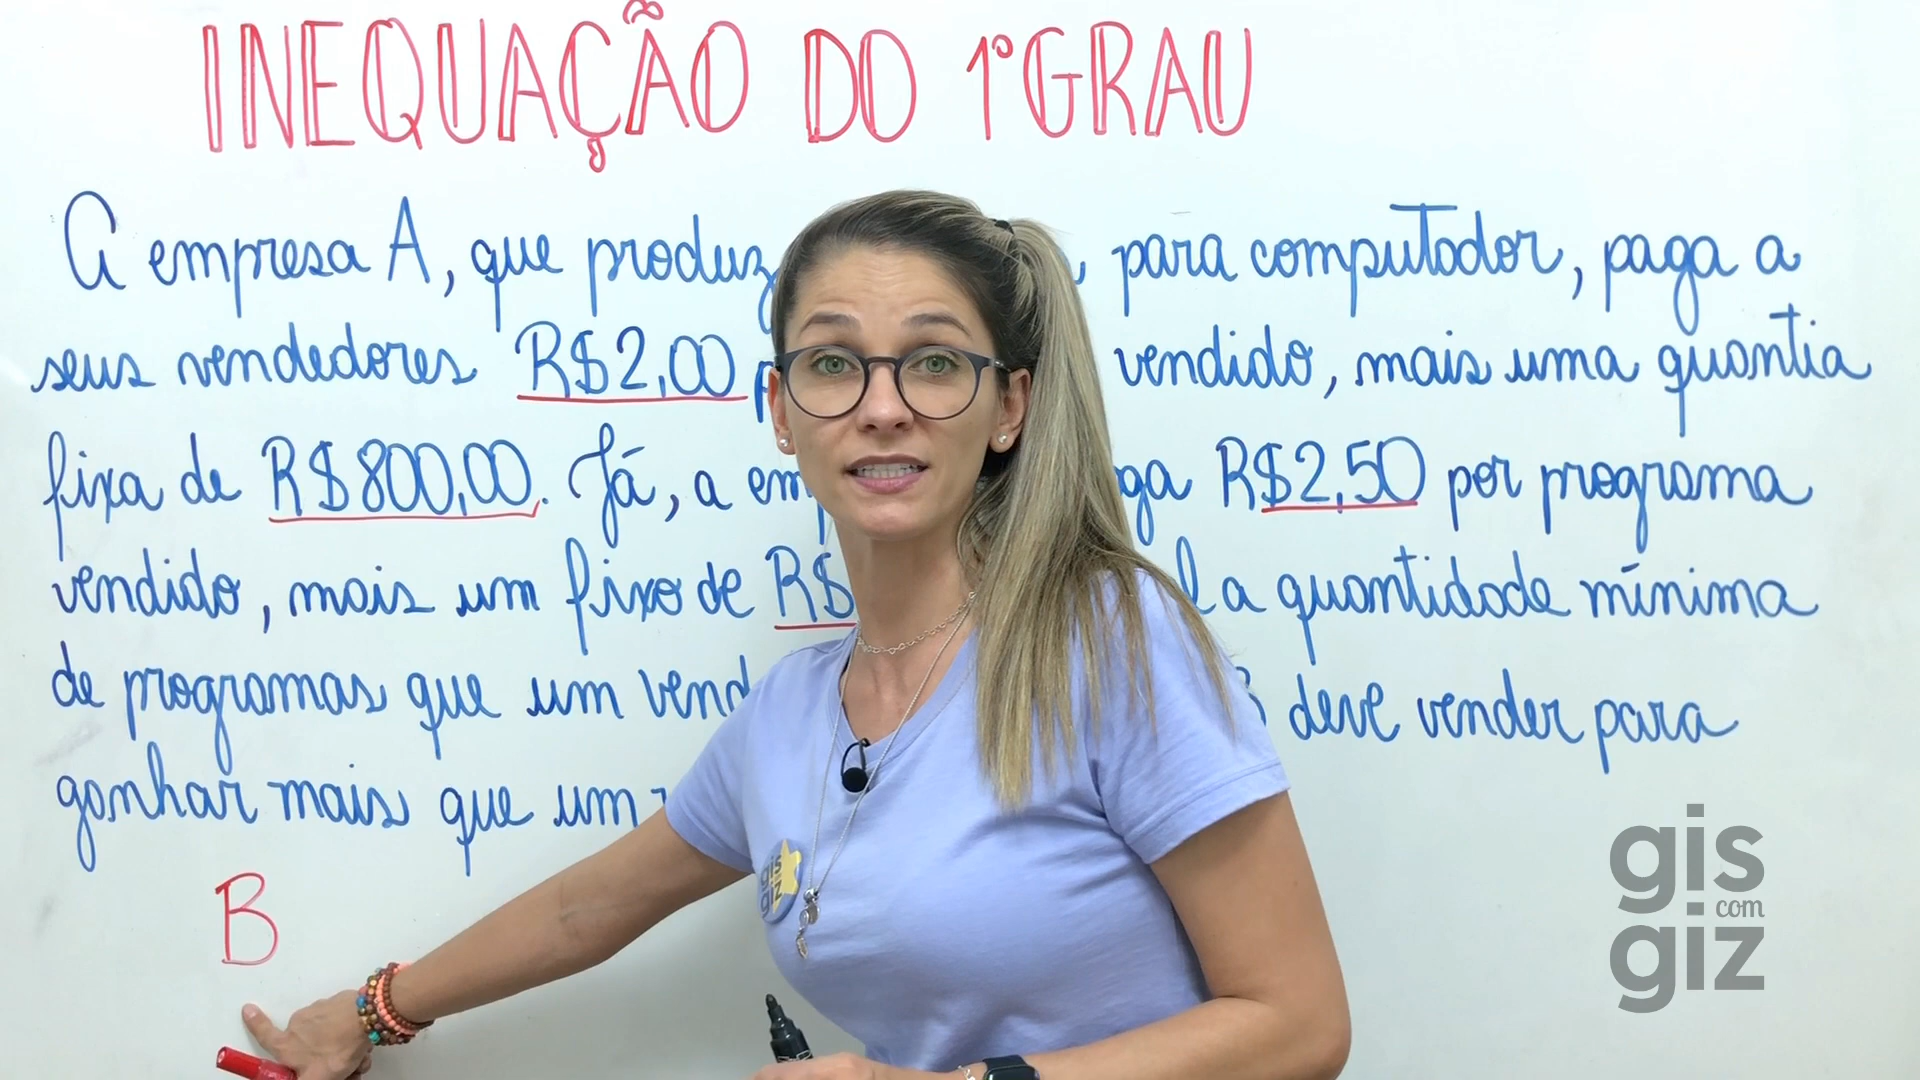 INEQUAÇÃO DO 1º GRAU
A empresa A, que produz para computador, paga a
seus vendedores R$2,00 vendido, mais uma quantia
fixa de R$800,00. Já, a R$2,50 por programa
vendido, mais um fixo de R$ a quantidade mínima
de programas que um deve vender para
ganhar mais que um
B
gis
com
giz